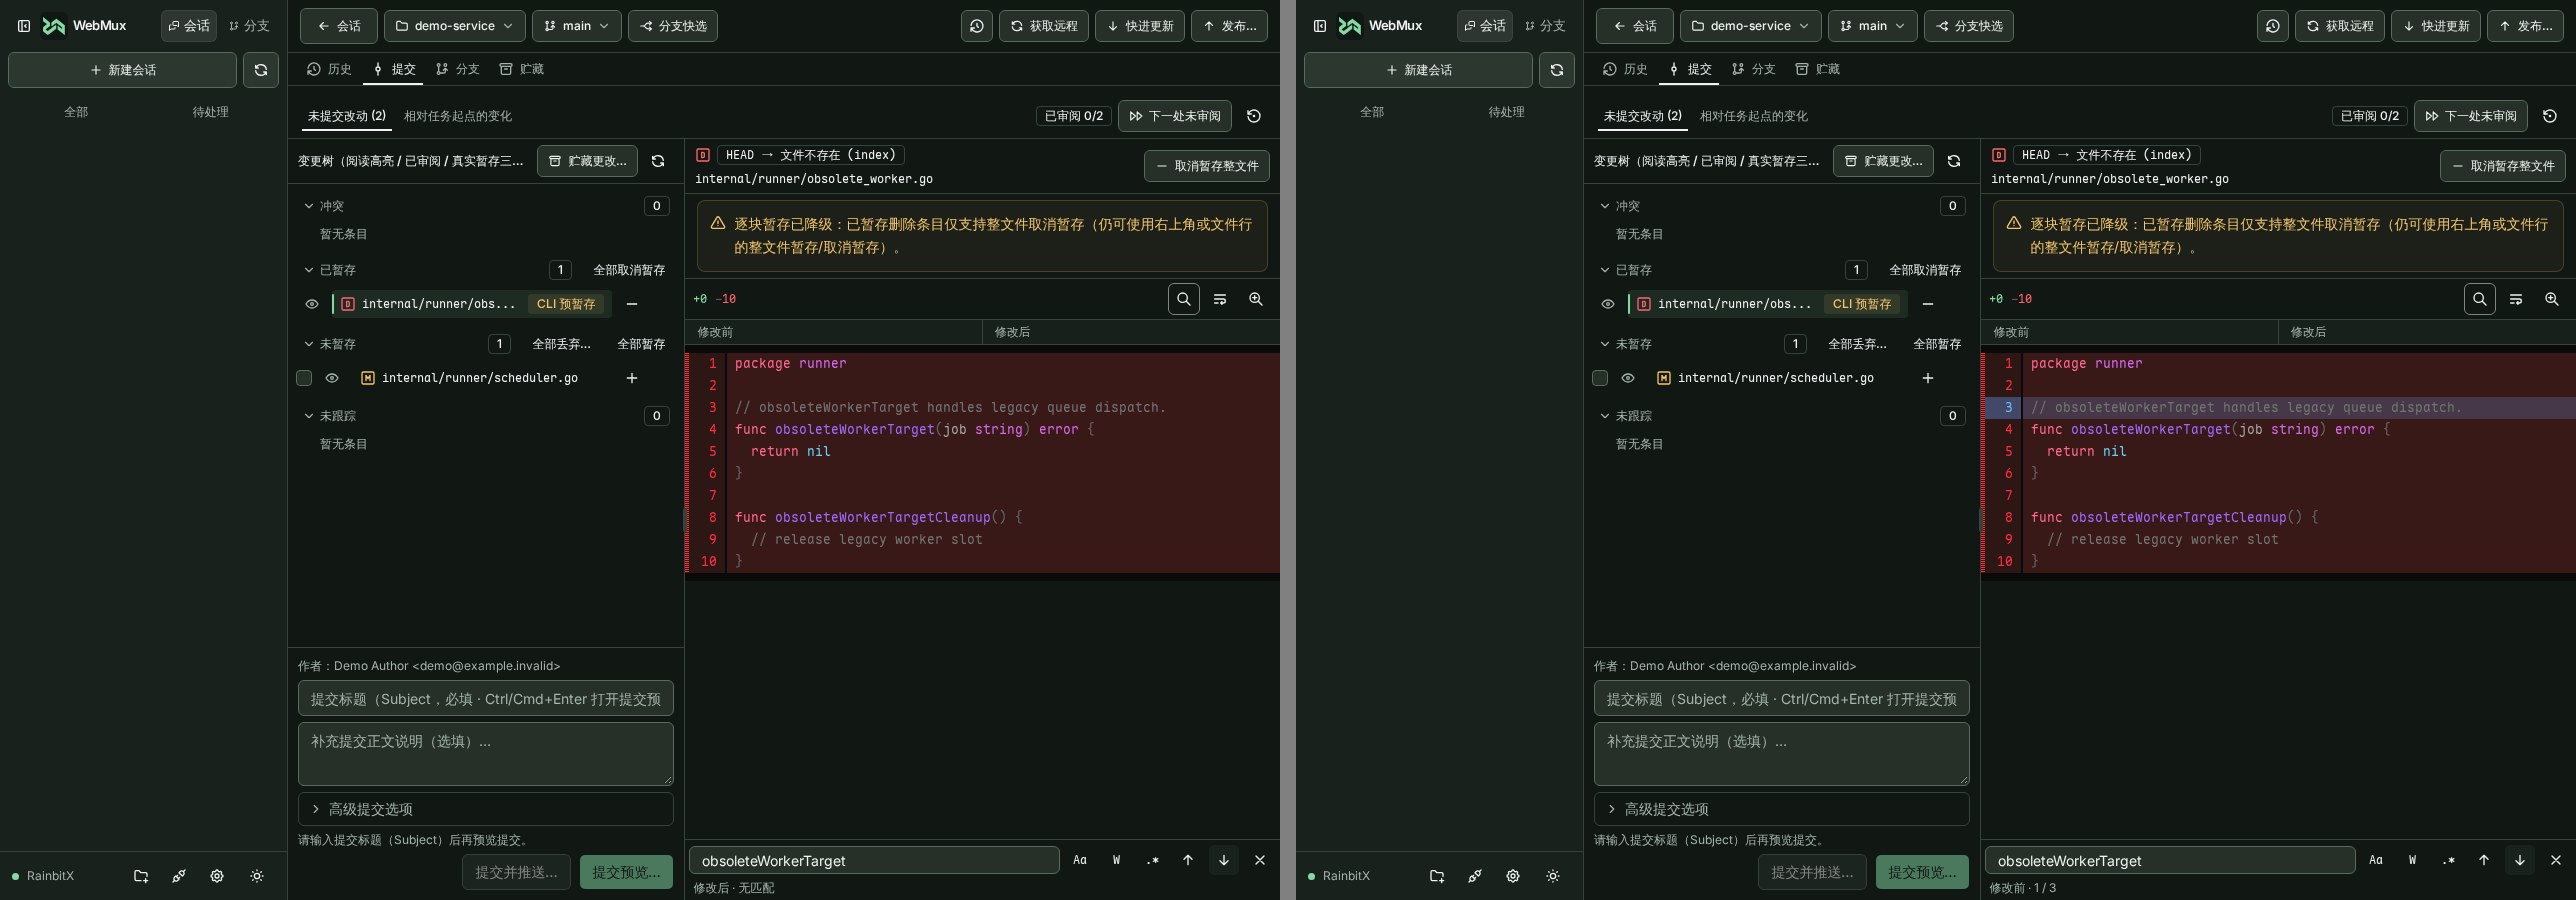 WebMux 会话 分支
新建会话
全部 待处理
RainbitX
会话 demo-service main 分支快选 获取远程 快进更新 发布...
历史 提交 分支 贮藏
未提交改动 (2) 相对任务起点的变化 已审阅 0/2 下一处未审阅
变更树（阅读高亮 / 已审阅 / 真实暂存三... 贮藏更改...
冲突 0
暂无条目
已暂存 1 全部取消暂存
D internal/runner/obs... CLI 预暂存
未暂存 1 全部丢弃... 全部暂存
M internal/runner/scheduler.go
未跟踪 0
暂无条目
作者：Demo Author <demo@example.invalid>
提交标题（Subject，必填 · Ctrl/Cmd+Enter 打开提交预
补充提交正文说明（选填）...
高级提交选项
请输入提交标题（Subject）后再预览提交。
提交并推送... 提交预览...
D HEAD → 文件不存在 (index)
internal/runner/obsolete_worker.go
取消暂存整文件
逐块暂存已降级：已暂存删除条目仅支持整文件取消暂存（仍可使用右上角或文件行
的整文件暂存/取消暂存）。
+0 −10
修改前 修改后
1 package runner
2
3 // obsoleteWorkerTarget handles legacy queue dispatch.
4 func obsoleteWorkerTarget(job string) error {
5 return nil
6 }
7
8 func obsoleteWorkerTargetCleanup() {
9 // release legacy worker slot
10 }
obsoleteWorkerTarget Aa W .*
修改后 · 无匹配
WebMux 会话 分支
新建会话
全部 待处理
RainbitX
会话 demo-service main 分支快选 获取远程 快进更新 发布...
历史 提交 分支 贮藏
未提交改动 (2) 相对任务起点的变化 已审阅 0/2 下一处未审阅
变更树（阅读高亮 / 已审阅 / 真实暂存三... 贮藏更改...
冲突 0
暂无条目
已暂存 1 全部取消暂存
D internal/runner/obs... CLI 预暂存
未暂存 1 全部丢弃... 全部暂存
M internal/runner/scheduler.go
未跟踪 0
暂无条目
作者：Demo Author <demo@example.invalid>
提交标题（Subject，必填 · Ctrl/Cmd+Enter 打开提交预
补充提交正文说明（选填）...
高级提交选项
请输入提交标题（Subject）后再预览提交。
提交并推送... 提交预览...
D HEAD → 文件不存在 (index)
internal/runner/obsolete_worker.go
取消暂存整文件
逐块暂存已降级：已暂存删除条目仅支持整文件取消暂存（仍可使用右上角或文件行
的整文件暂存/取消暂存）。
+0 −10
修改前 修改后
1 package runner
2
3 // obsoleteWorkerTarget handles legacy queue dispatch.
4 func obsoleteWorkerTarget(job string) error {
5 return nil
6 }
7
8 func obsoleteWorkerTargetCleanup() {
9 // release legacy worker slot
10 }
obsoleteWorkerTarget Aa W .*
修改前 · 1 / 3